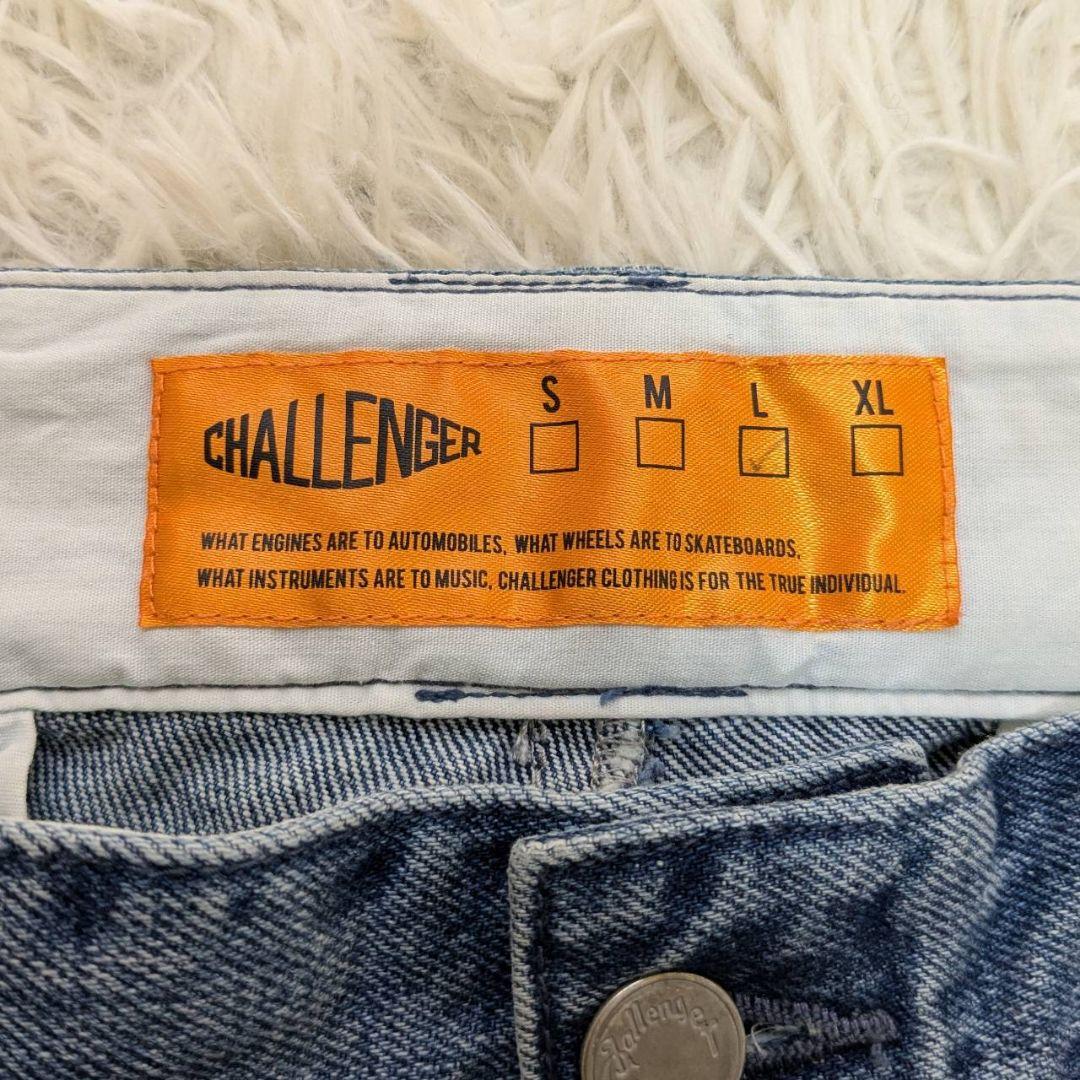 S M L XL
CHALLENGER
WHAT ENGINES ARE TO AUTOMOBILES, WHAT WHEELS ARE TO SKATEBOARDS,
WHAT INSTRUMENTS ARE TO MUSIC, CHALLENGER CLOTHING IS FOR THE TRUE INDIVIDUAL.
Challenger